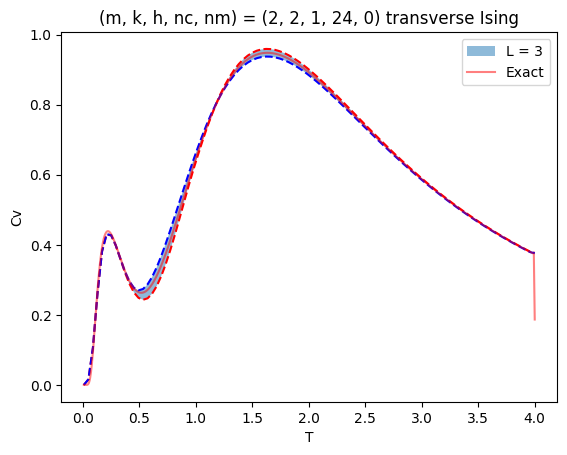 (m, k, h, nc, nm) = (2, 2, 1, 24, 0) transverse Ising
L = 3
Exact
Cv
1.0
0.8
0.6
0.4
0.2
0.0
0.0 0.5 1.0 1.5 2.0 2.5 3.0 3.5 4.0
T